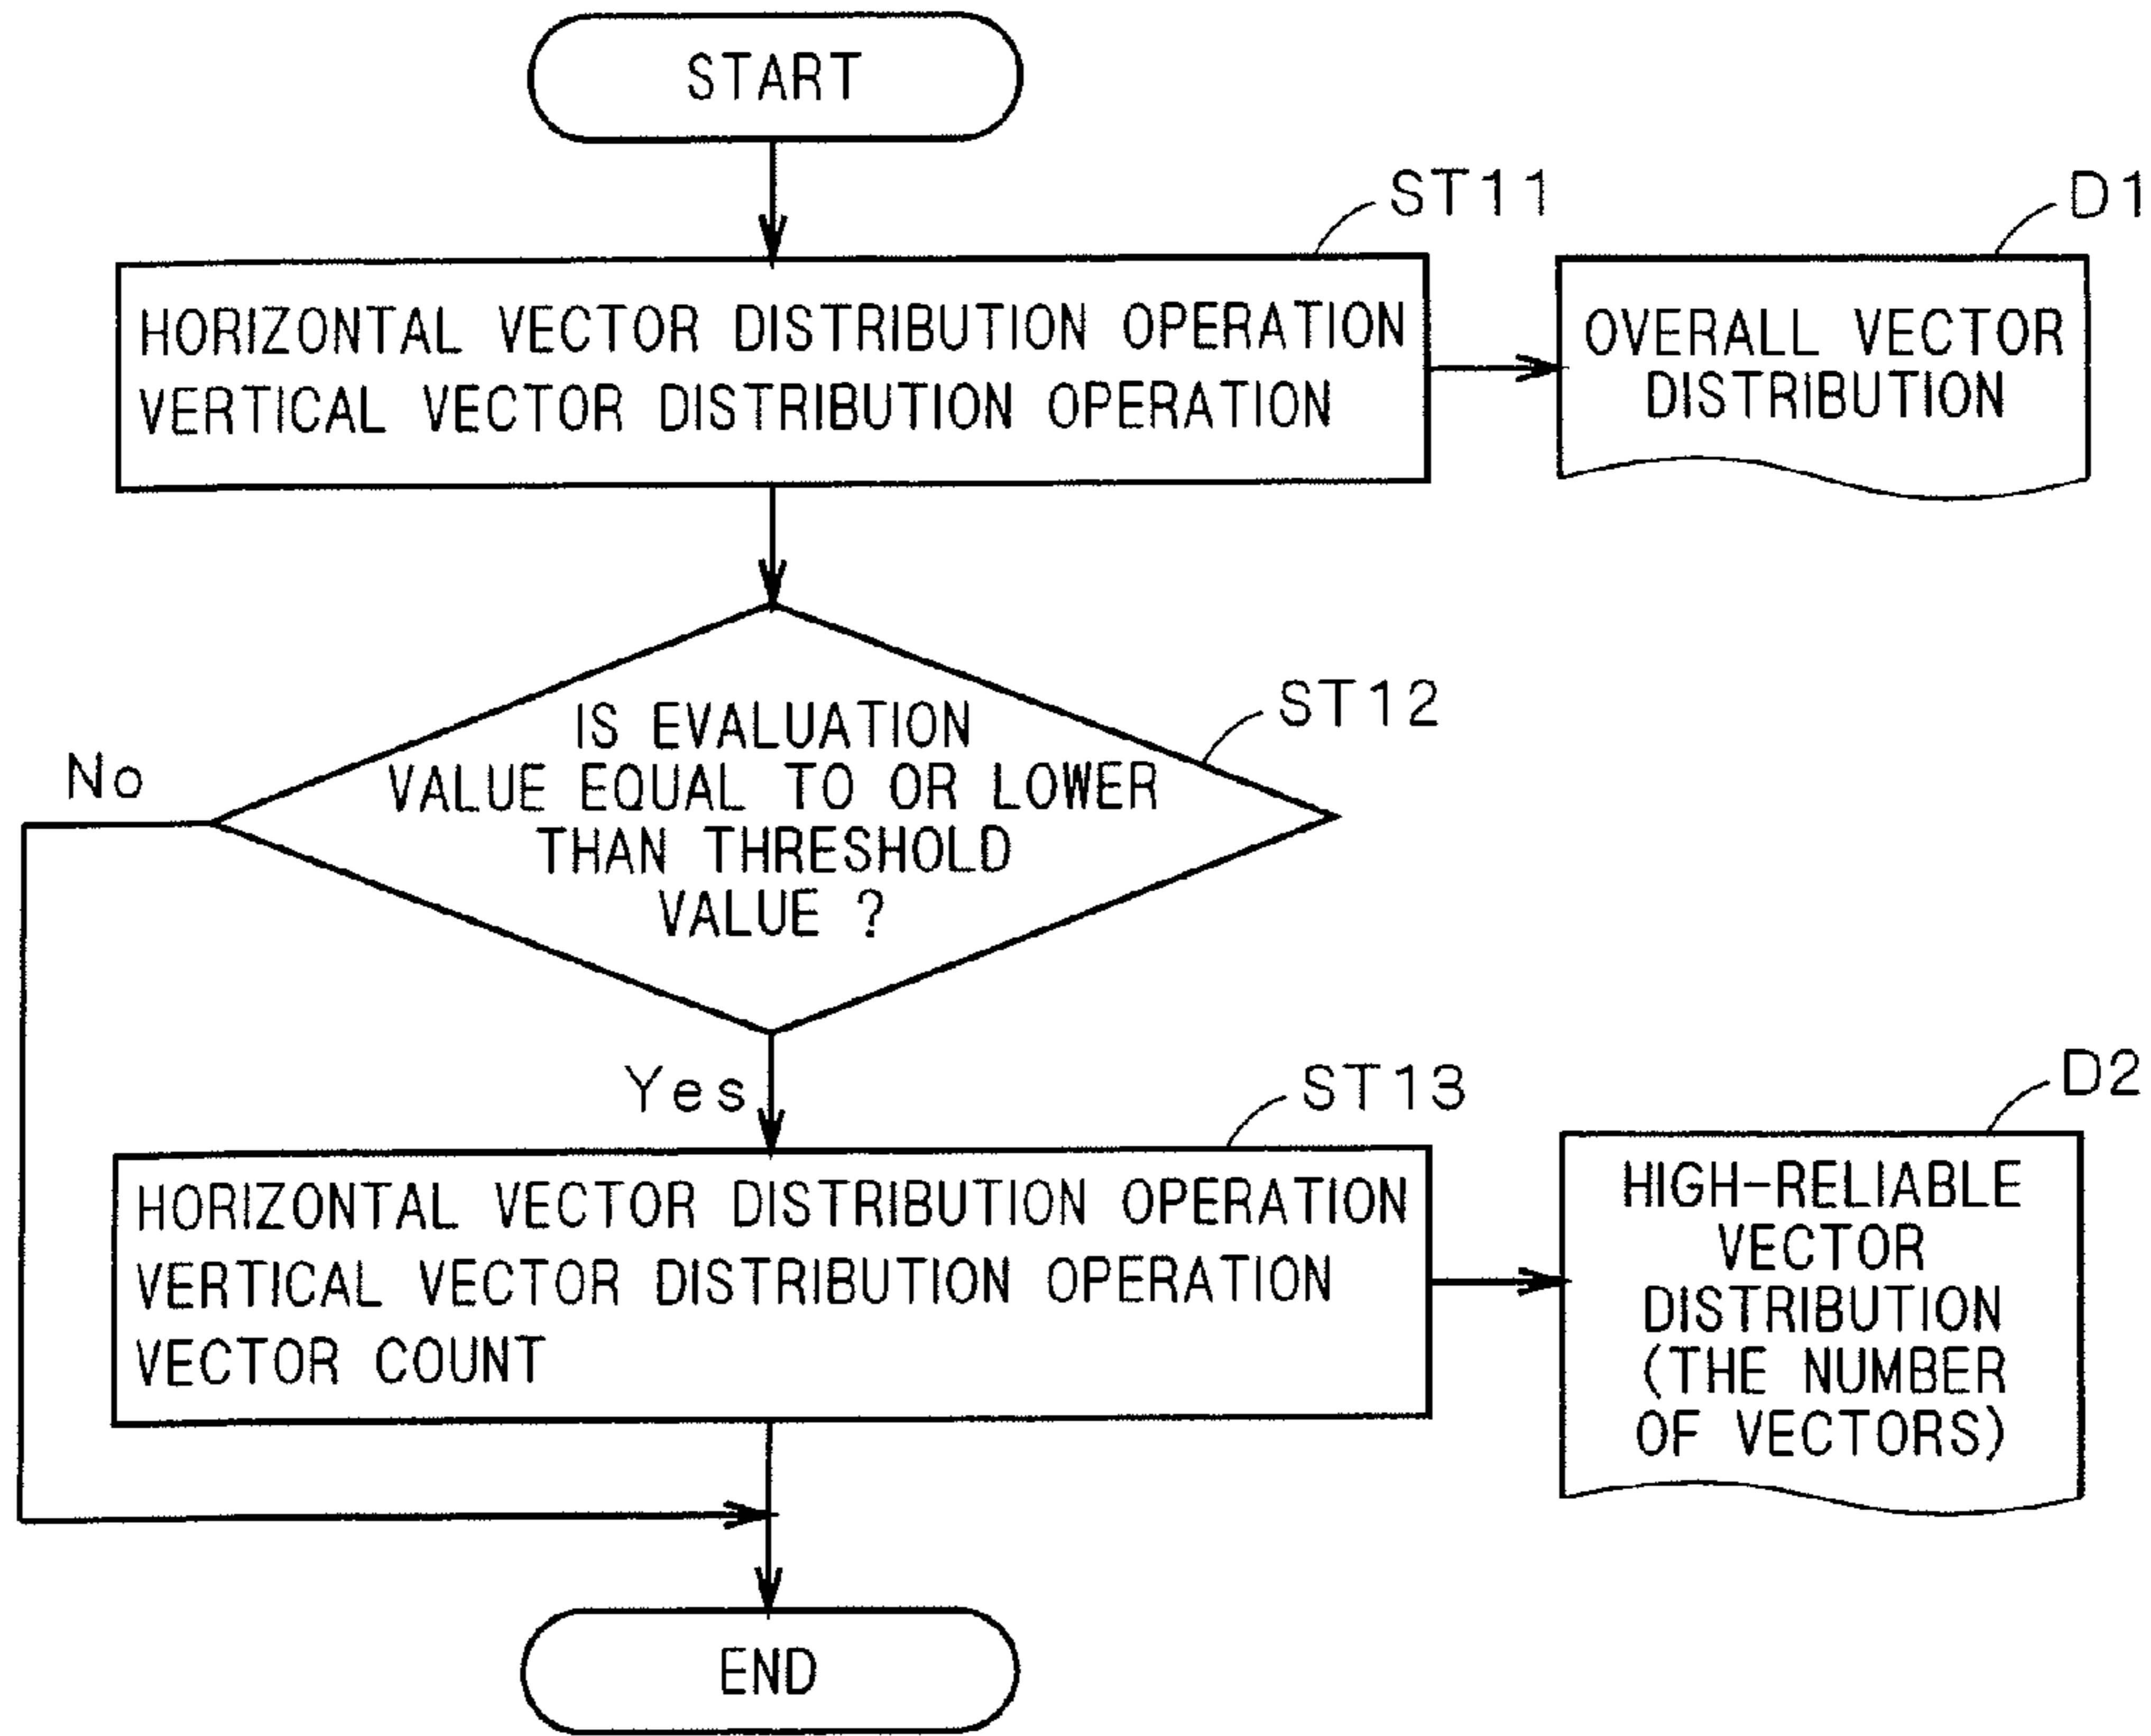 START
ST11
HORIZONTAL VECTOR DISTRIBUTION OPERATION
VERTICAL VECTOR DISTRIBUTION OPERATION
D1
OVERALL VECTOR
DISTRIBUTION
ST12
IS EVALUATION
VALUE EQUAL TO OR LOWER
THAN THRESHOLD
VALUE ?
No
Yes
ST13
HORIZONTAL VECTOR DISTRIBUTION OPERATION
VERTICAL VECTOR DISTRIBUTION OPERATION
VECTOR COUNT
D2
HIGH-RELIABLE
VECTOR
DISTRIBUTION
(THE NUMBER
OF VECTORS)
END